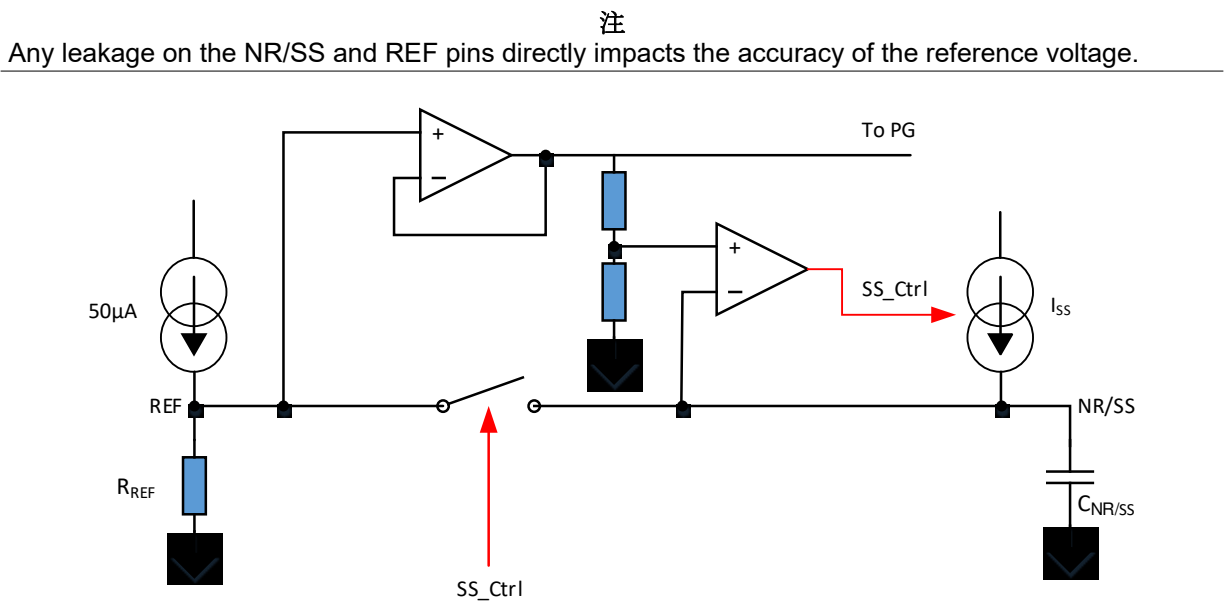 注
Any leakage on the NR/SS and REF pins directly impacts the accuracy of the reference voltage.
To PG
+
−
+
−
SS_Ctrl
50µA
ISS
REF
NR/SS
RREF
CNR/SS
SS_Ctrl